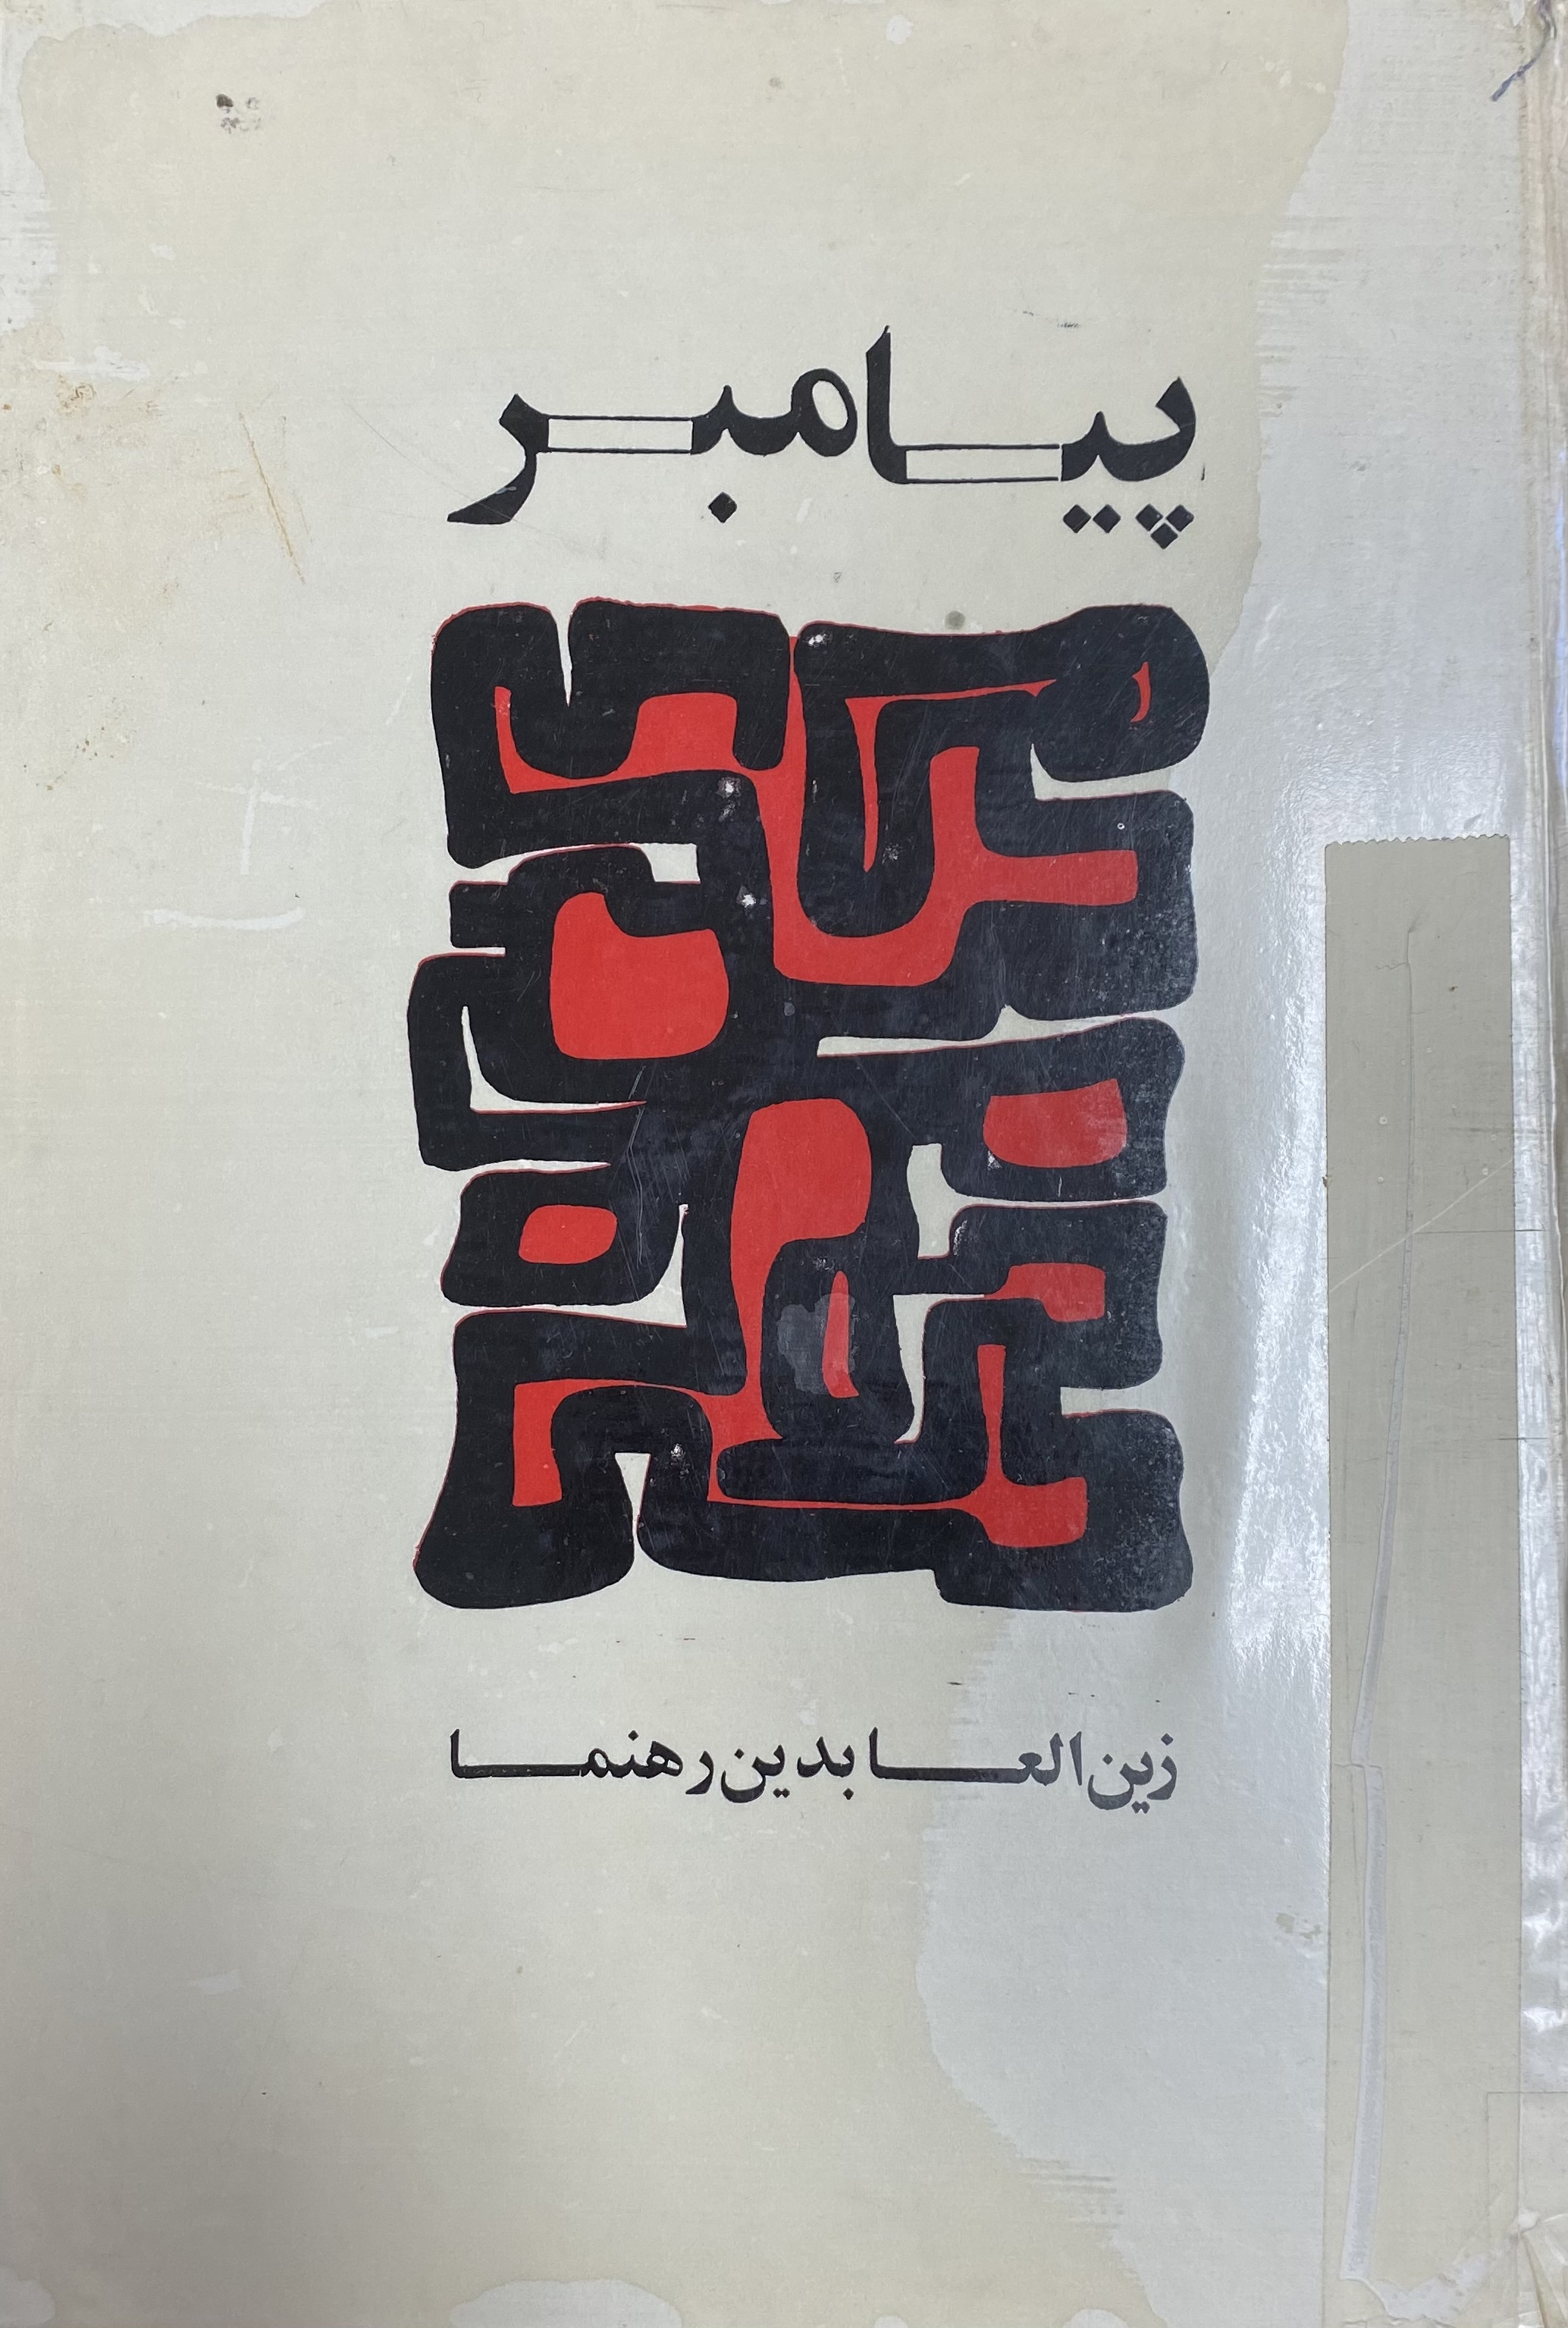 پیامبر
زین العابدین رهنما